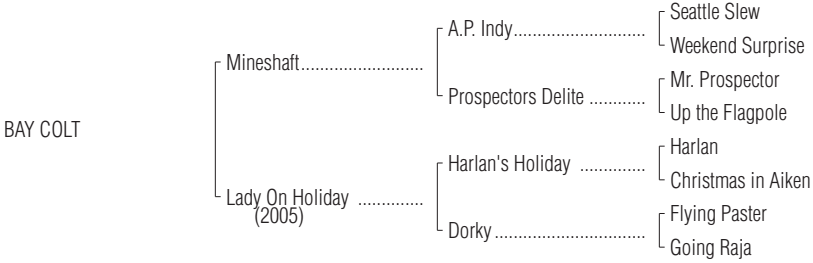 Seattle Slew
A.P. Indy..............................
Weekend Surprise
Mineshaft............................
Mr. Prospector
Prospectors Delite .............
Up the Flagpole
BAY COLT
Harlan
Harlan's Holiday ...............
Christmas in Aiken
Lady On Holiday ...............
(2005)
Flying Paster
Dorky ..................................
Going Raja